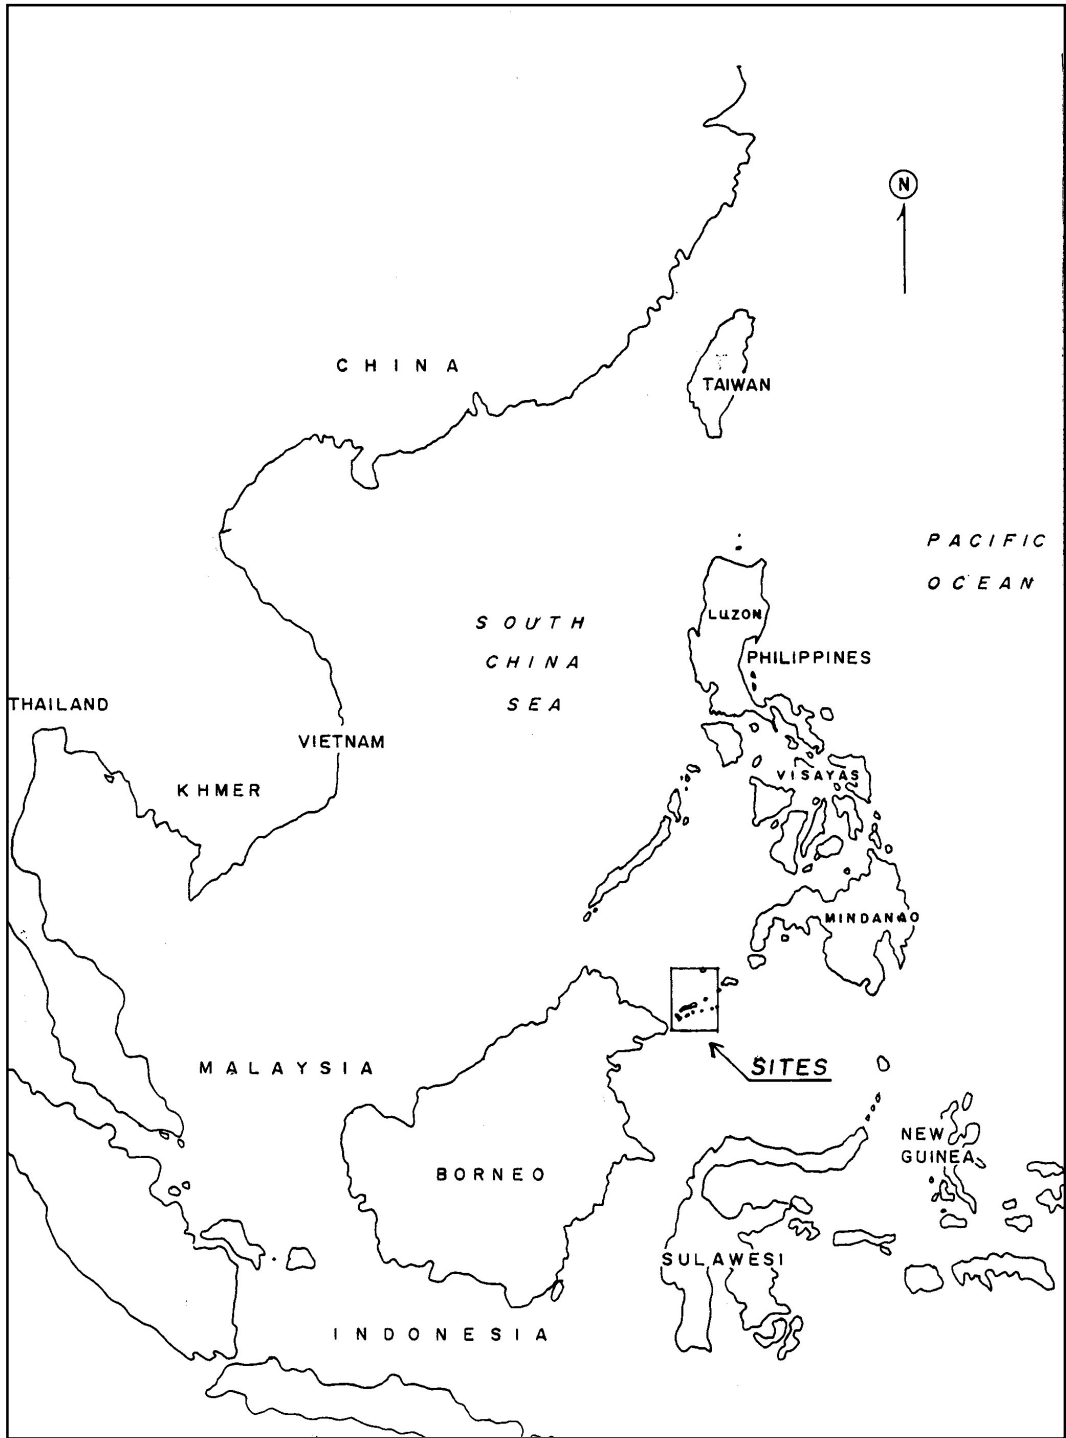 N
CHINA
TAIWAN
PACIFIC
OCEAN
LUZON
SOUTH
CHINA
SEA
PHILIPPINES
THAILAND
VIETNAM
VISAYAS
KHMER
MINDANAO
SITES
MALAYSIA
NEW
GUINEA
BORNEO
SULAWESI
INDONESIA